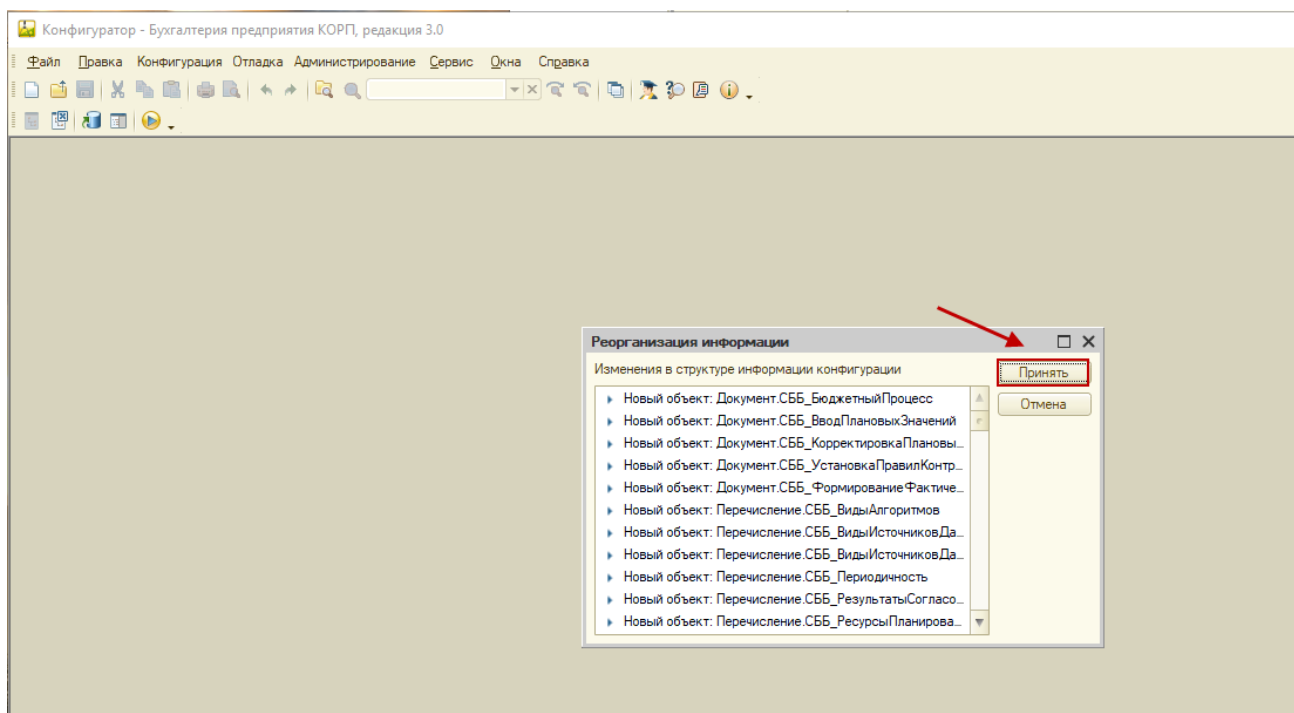 Конфигуратор - Бухгалтерия предприятия КОРП, редакция 3.0
Файл Правка Конфигурация Отладка Администрирование Сервис Окна Справка
Реорганизация информации
Изменения в структуре информации конфигурации
Принять
Отмена
Новый объект: Документ.СББ_БюджетныйПроцесс
Новый объект: Документ.СББ_ВводПлановыхЗначений
Новый объект: Документ.СББ_КорректировкаПлановы...
Новый объект: Документ.СББ_УстановкаПравилКонтр...
Новый объект: Документ.СББ_ФормированиеФактиче...
Новый объект: Перечисление.СББ_ВидыАлгоритмов
Новый объект: Перечисление.СББ_ВидыИсточниковДа...
Новый объект: Перечисление.СББ_ВидыИсточниковДа...
Новый объект: Перечисление.СББ_Периодичность
Новый объект: Перечисление.СББ_РезультатыСогласо...
Новый объект: Перечисление.СББ_РесурсыПланирова...